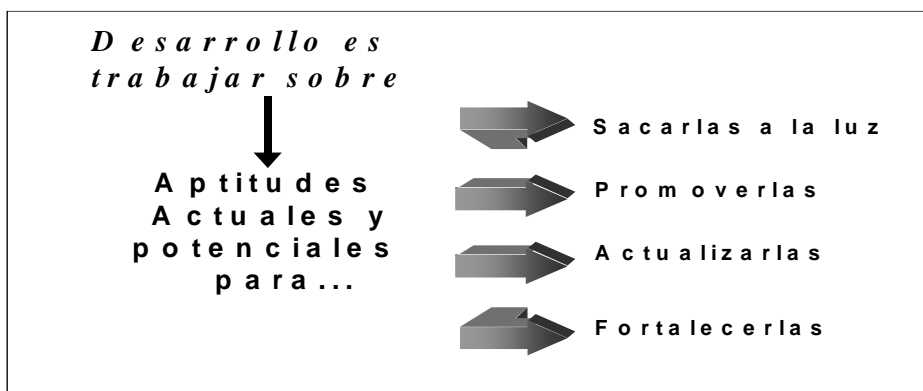 Desarrollo es
trabajar sobre
Aptitudes
Actuales y
potenciales
para...
Sacarlas a la luz
Promoverlas
Actualizarlas
Fortalecerlas